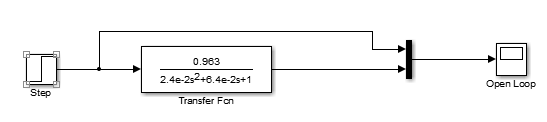 Step
0.963
2.4e-2s2+6.4e-2s+1
Transfer Fcn
Open Loop